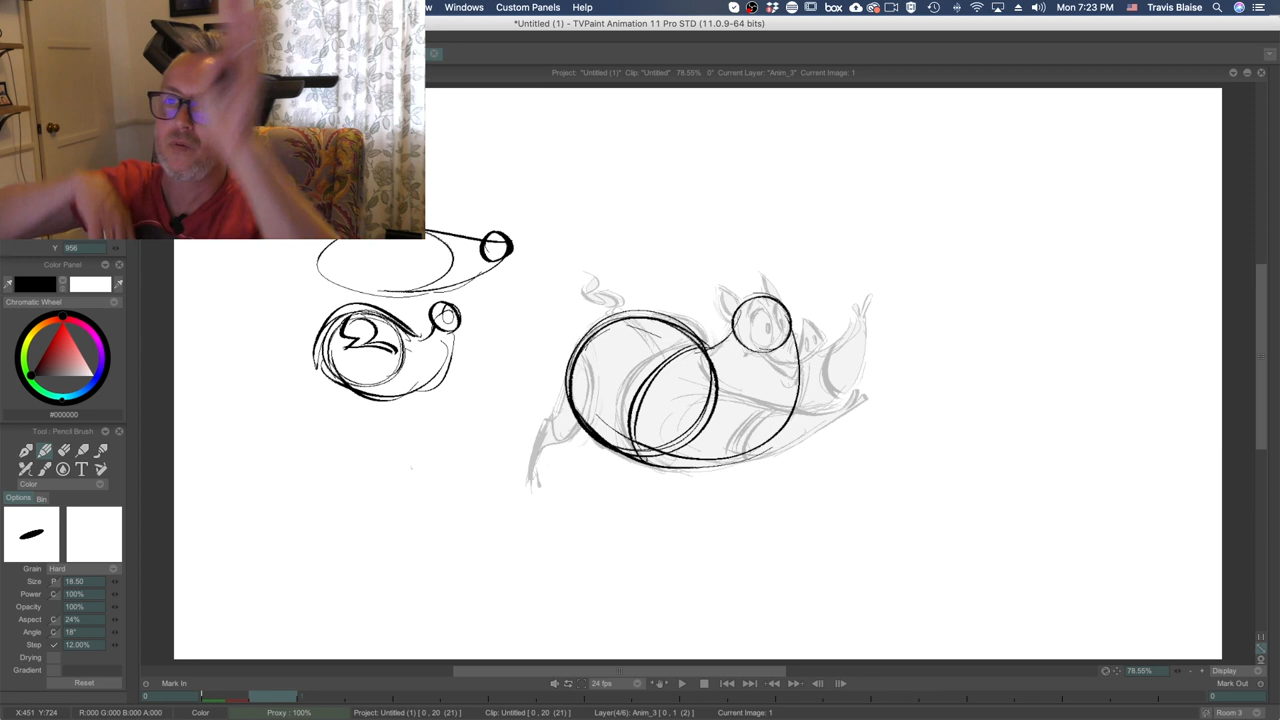 Windows Custom Panels Window Help box Mon 7:23 PM Travis Blaise
*Untitled (1) - TVPaint Animation 11 Pro STD (11.0.9-64 bits)
Project: "Untitled (1)" Clip: "Untitled" 78.55% 0° Current Layer: "Anim_3" Current Image: 1
Y 956
Color Panel
Chromatic Wheel
#000000
Tool : Pencil Brush
Color
Options Bin
Grain Hard
Size P 18.50
Power C 100%
Opacity 100%
Aspect C 24%
Angle C 18°
Step 12.00%
Drying
Gradient
Reset
78.55% Display
24 fps
0 Mark In Mark Out 0
X:451 Y:724 R:000 G:000 B:000 A:000 Color Proxy : 100% Project: Untitled (1) [ 0 , 20 (21) ] Clip: Untitled [ 0 , 20 (21) ] Layer(4/6): Anim_3 [ 0 , 1 (2) ] Current Image: 1 Room 3